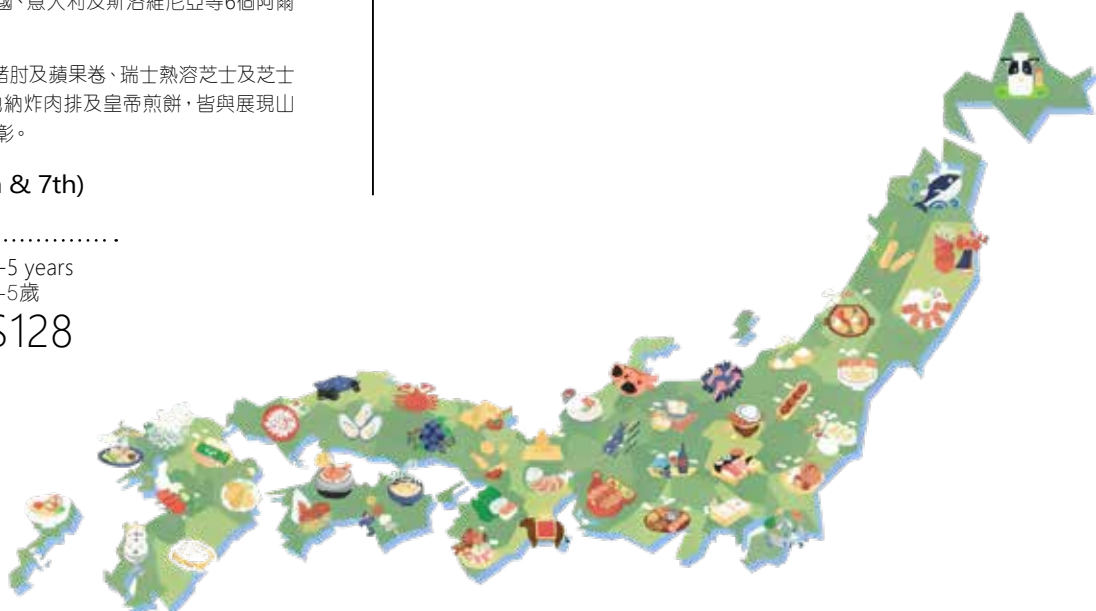 意大利及斯洛維尼亞等6個阿爾
豬肘及蘋果卷、瑞士熱溶芝士及芝士
納炸肉排及皇帝煎餅，皆與展現山
彰。
& 7th)
-5 years
-5歲
$128